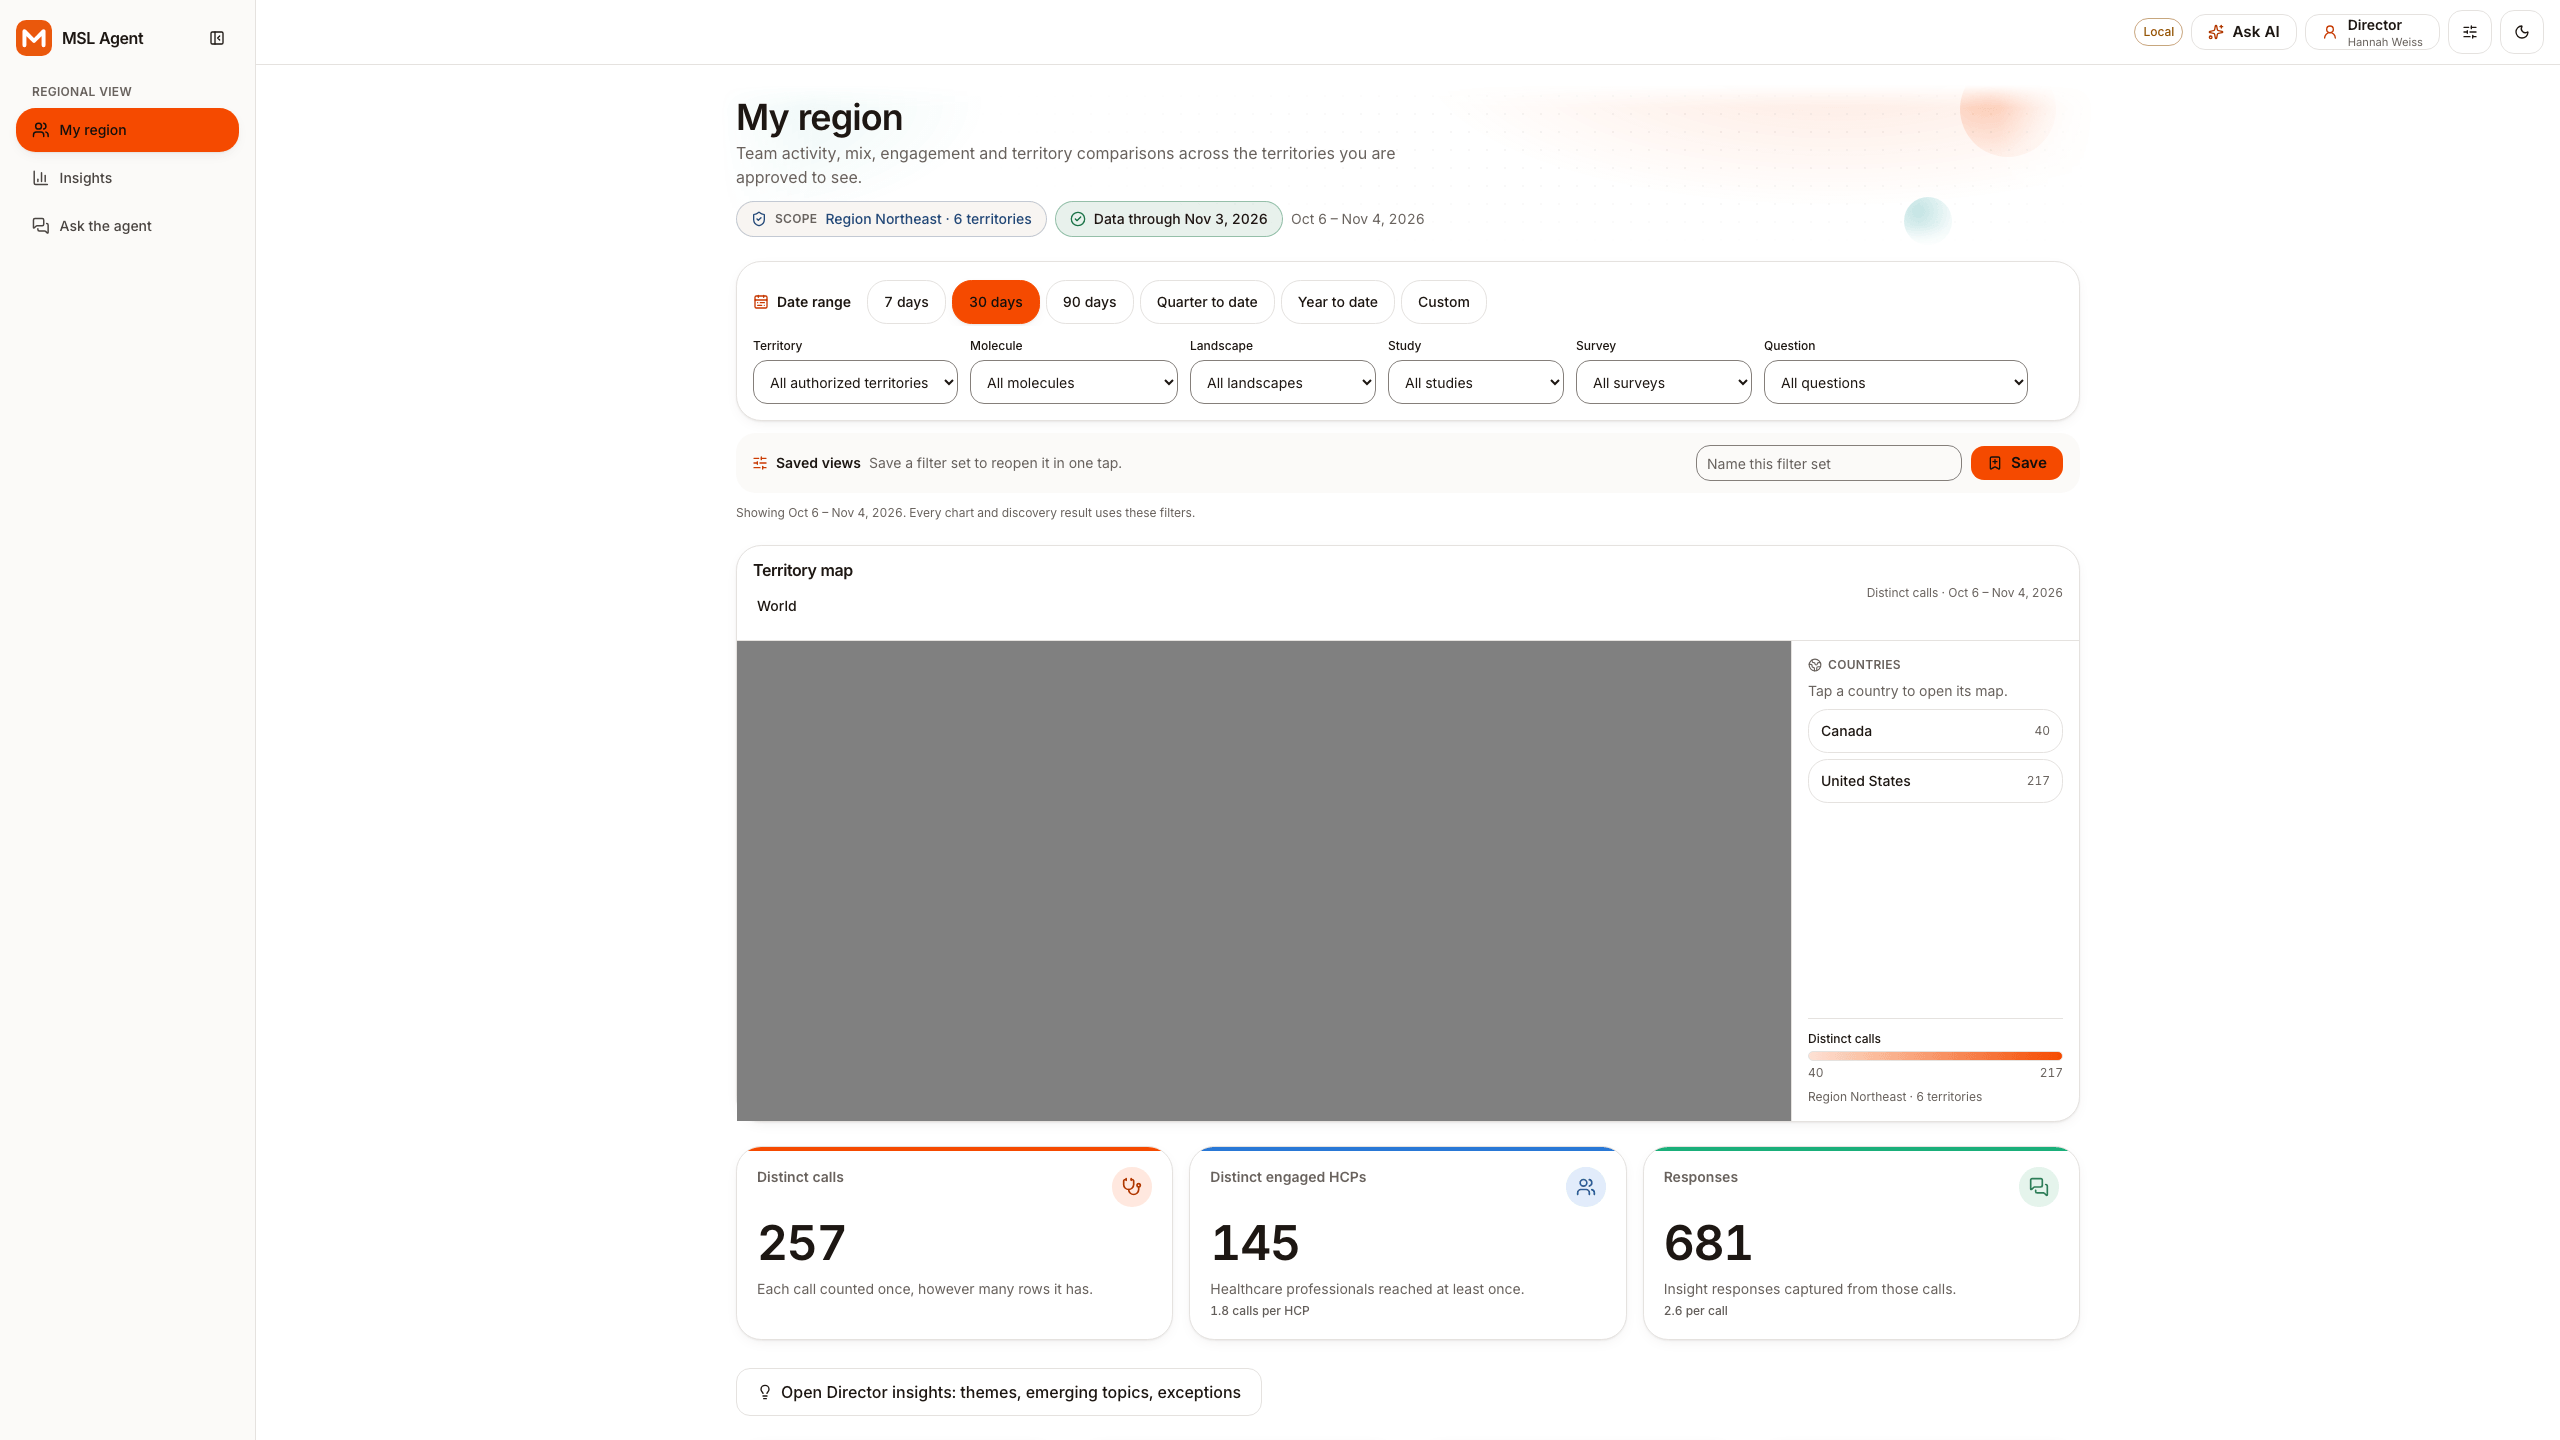 MSL Agent
Local
Ask AI
Director
Hannah Weiss
REGIONAL VIEW
My region
Insights
Ask the agent
My region
Team activity, mix, engagement and territory comparisons across the territories you are
approved to see.
SCOPE Region Northeast · 6 territories
Data through Nov 3, 2026
Oct 6 – Nov 4, 2026
Date range
7 days
30 days
90 days
Quarter to date
Year to date
Custom
Territory
Molecule
Landscape
Study
Survey
Question
All authorized territories
All molecules
All landscapes
All studies
All surveys
All questions
Saved views Save a filter set to reopen it in one tap.
Name this filter set
Save
Showing Oct 6 – Nov 4, 2026. Every chart and discovery result uses these filters.
Territory map
World
Distinct calls · Oct 6 – Nov 4, 2026
COUNTRIES
Tap a country to open its map.
Canada 40
United States 217
Distinct calls
40 217
Region Northeast · 6 territories
Distinct calls
257
Each call counted once, however many rows it has.
Distinct engaged HCPs
145
Healthcare professionals reached at least once.
1.8 calls per HCP
Responses
681
Insight responses captured from those calls.
2.6 per call
Open Director insights: themes, emerging topics, exceptions